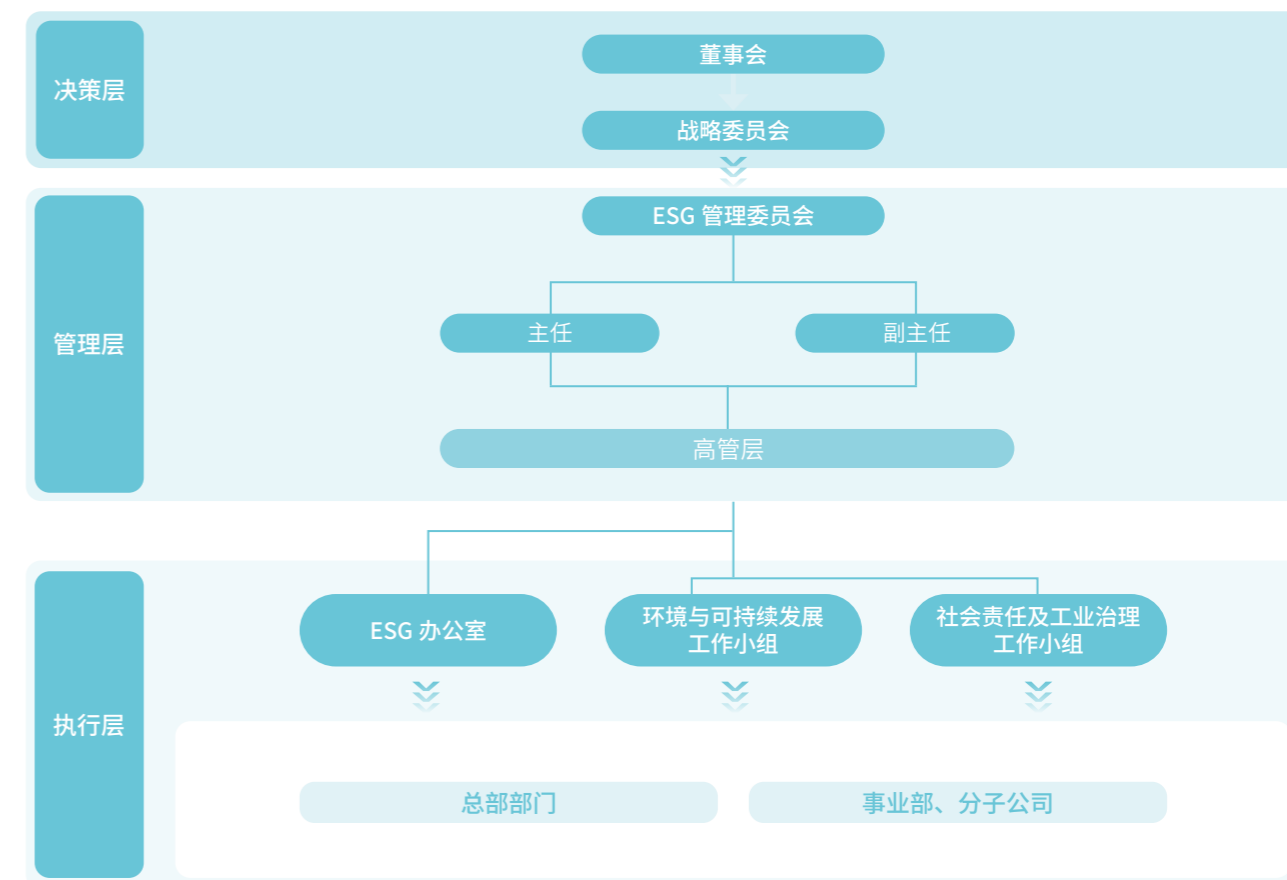 决策层
董事会
战略委员会
管理层
ESG 管理委员会
主任
副主任
高管层
执行层
ESG 办公室
环境与可持续发展
工作小组
社会责任及工业治理
工作小组
总部部门
事业部、分子公司